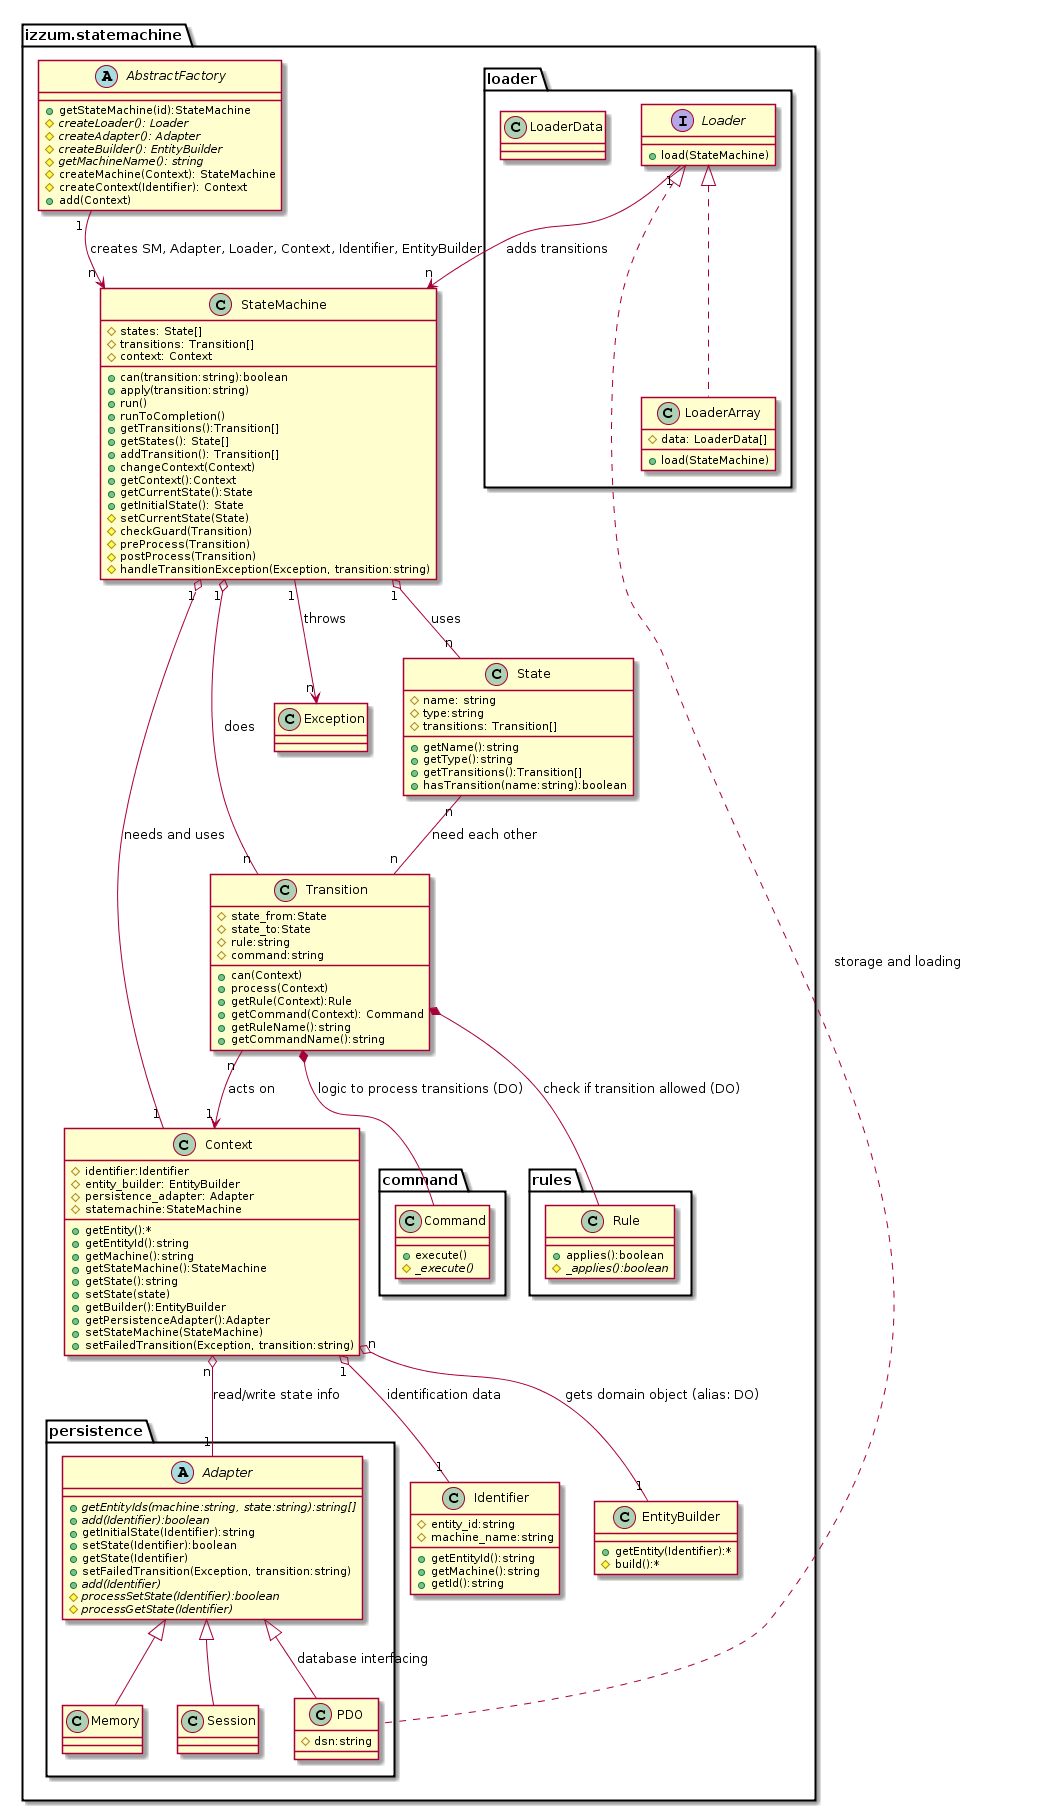 izzum.statemachine
A AbstractFactory
getStateMachine(id):StateMachine
createLoader(): Loader
createAdapter(): Adapter
createBuilder(): EntityBuilder
getMachineName(): string
createMachine(Context): StateMachine
createContext(Identifier): Context
add(Context)
loader
C LoaderData
I Loader
load(StateMachine)
1
1
creates SM, Adapter, Loader, Context, Identifier, EntityBuilder
adds transitions
n
n
C StateMachine
states: State[]
transitions: Transition[]
context: Context
can(transition:string):boolean
apply(transition:string)
run()
runToCompletion()
getTransitions():Transition[]
getStates(): State[]
addTransition(): Transition[]
changeContext(Context)
getContext():Context
getCurrentState():State
getInitialState(): State
setCurrentState(State)
checkGuard(Transition)
preProcess(Transition)
postProcess(Transition)
handleTransitionException(Exception, transition:string)
C LoaderArray
data: LoaderData[]
load(StateMachine)
1
1
1
1
throws
uses
n
n
C Exception
C State
name: string
type:string
transitions: Transition[]
getName():string
getType():string
getTransitions():Transition[]
hasTransition(name:string):boolean
does
n
needs and uses
need each other
n
n
C Transition
state_from:State
state_to:State
rule:string
command:string
can(Context)
process(Context)
getRule(Context):Rule
getCommand(Context): Command
getRuleName():string
getCommandName():string
storage and loading
n
acts on
logic to process transitions (DO)
check if transition allowed (DO)
1
1
C Context
identifier:Identifier
entity_builder: EntityBuilder
persistence_adapter: Adapter
statemachine:StateMachine
getEntity():*
getEntityId():string
getMachine():string
getStateMachine():StateMachine
getState():string
setState(state)
getBuilder():EntityBuilder
getPersistenceAdapter():Adapter
setStateMachine(StateMachine)
setFailedTransition(Exception, transition:string)
command
C Command
execute()
_execute()
rules
C Rule
applies():boolean
_applies():boolean
n
1
n
read/write state info
identification data
gets domain object (alias: DO)
1
1
1
persistence
A Adapter
getEntityIds(machine:string, state:string):string[]
add(Identifier):boolean
getInitialState(Identifier):string
setState(Identifier):boolean
getState(Identifier)
setFailedTransition(Exception, transition:string)
add(Identifier)
processSetState(Identifier):boolean
processGetState(Identifier)
C Identifier
entity_id:string
machine_name:string
getEntityId():string
getMachine():string
getId():string
C EntityBuilder
getEntity(Identifier):*
build():*
database interfacing
C Memory
C Session
C PDO
dsn:string